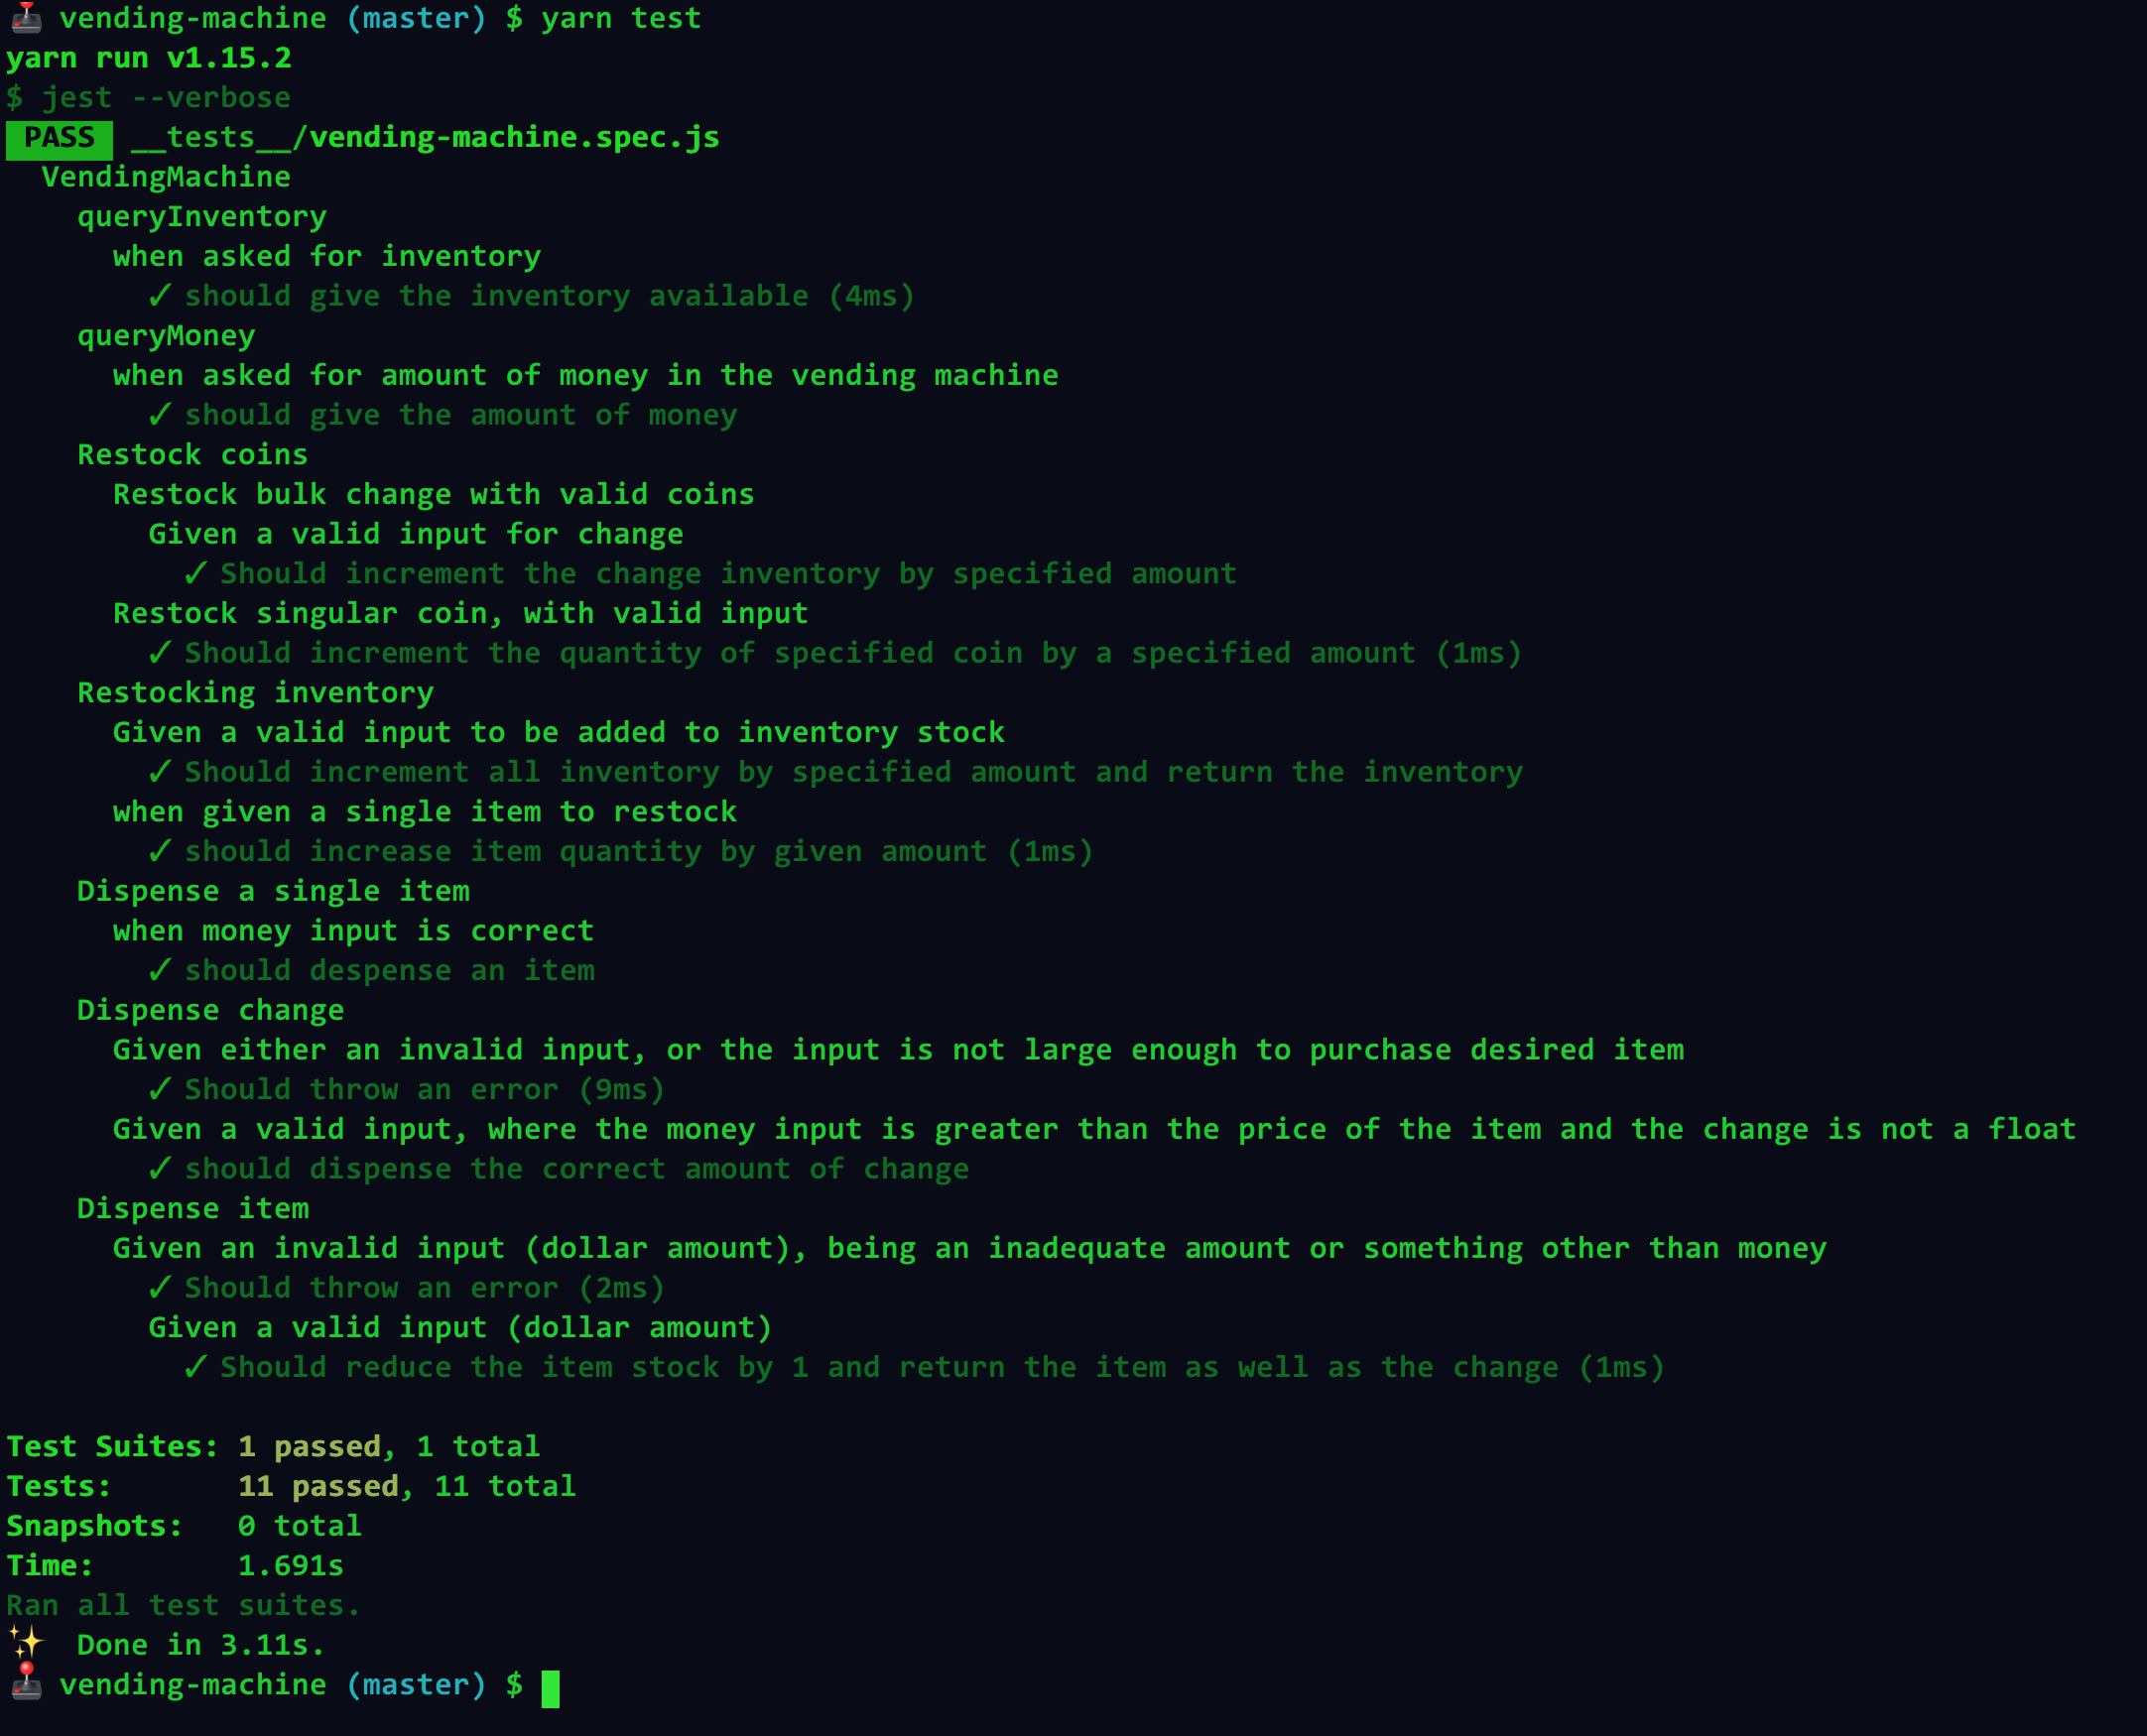 vending-machine (master) $ yarn test
yarn run v1.15.2
$ jest --verbose
PASS __tests__/vending-machine.spec.js
VendingMachine
queryInventory
when asked for inventory
✓ should give the inventory available (4ms)
queryMoney
when asked for amount of money in the vending machine
✓ should give the amount of money
Restock coins
Restock bulk change with valid coins
Given a valid input for change
✓ Should increment the change inventory by specified amount
Restock singular coin, with valid input
✓ Should increment the quantity of specified coin by a specified amount (1ms)
Restocking inventory
Given a valid input to be added to inventory stock
✓ Should increment all inventory by specified amount and return the inventory
when given a single item to restock
✓ should increase item quantity by given amount (1ms)
Dispense a single item
when money input is correct
✓ should despense an item
Dispense change
Given either an invalid input, or the input is not large enough to purchase desired item
✓ Should throw an error (9ms)
Given a valid input, where the money input is greater than the price of the item and the change is not a float
✓ should dispense the correct amount of change
Dispense item
Given an invalid input (dollar amount), being an inadequate amount or something other than money
✓ Should throw an error (2ms)
Given a valid input (dollar amount)
✓ Should reduce the item stock by 1 and return the item as well as the change (1ms)
Test Suites: 1 passed, 1 total
Tests: 11 passed, 11 total
Snapshots: 0 total
Time: 1.691s
Ran all test suites.
✨ Done in 3.11s.
vending-machine (master) $